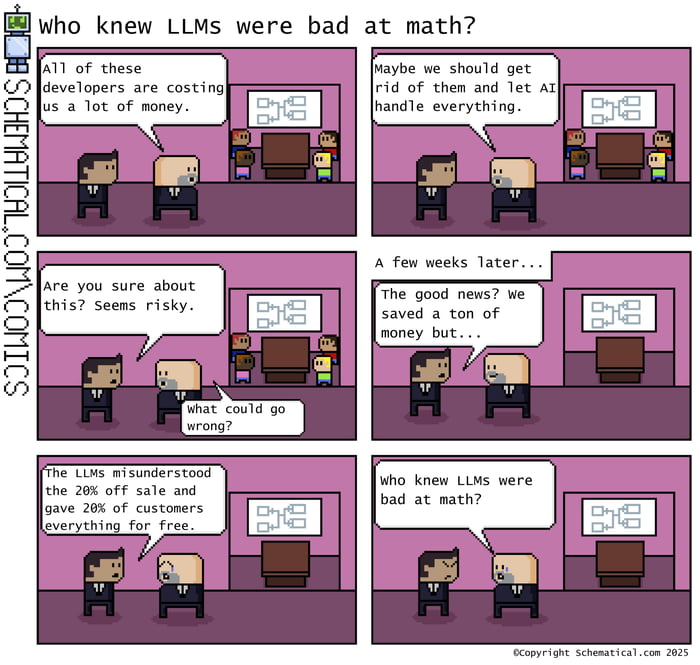 Who knew LLMs were bad at math?
SCHEMATICAL.COM\COMICS
All of these
developers are costing
us a lot of money.
Maybe we should get
rid of them and let AI
handle everything.
Are you sure about
this? Seems risky.
What could go
wrong?
A few weeks later...
The good news? We
saved a ton of
money but...
The LLMs misunderstood
the 20% off sale and
gave 20% of customers
everything for free.
Who knew LLMs were
bad at math?
©Copyright Schematical.com 2025